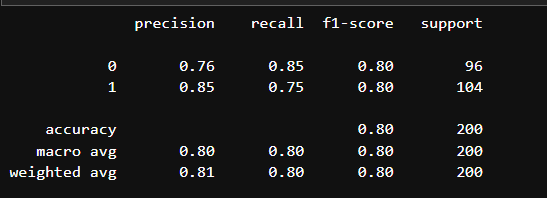 precision recall f1-score support
0 0.76 0.85 0.80 96
1 0.85 0.75 0.80 104
accuracy 0.80 200
macro avg 0.80 0.80 0.80 200
weighted avg 0.81 0.80 0.80 200